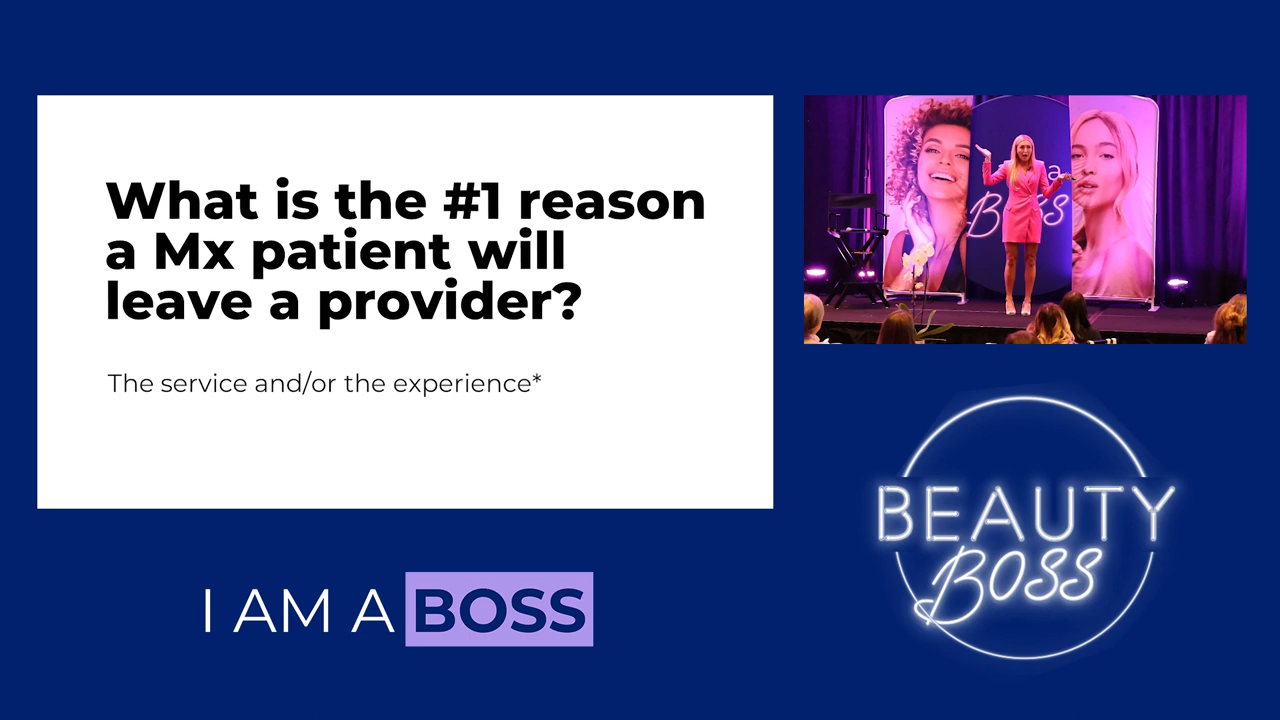 What is the #1 reason
a Mx patient will
leave a provider?
The service and/or the experience*
a
BOSS
I AM A BOSS
BEAUTY
BOSS